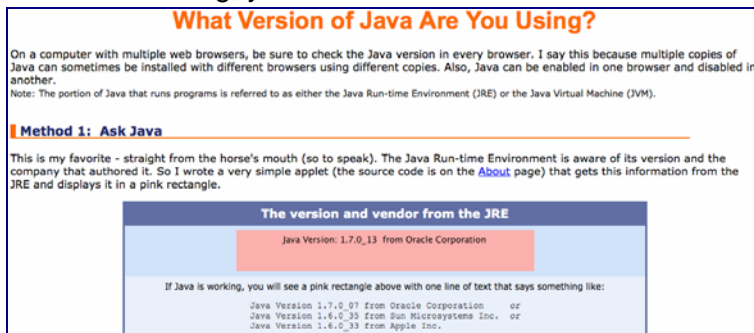 What Version of Java Are You Using?
On a computer with multiple web browsers, be sure to check the Java version in every browser. I say this because multiple copies of
Java can sometimes be installed with different browsers using different copies. Also, Java can be enabled in one browser and disabled in
another.
Note: The portion of Java that runs programs is referred to as either the Java Run-time Environment (JRE) or the Java Virtual Machine (JVM).
Method 1: Ask Java
This is my favorite - straight from the horse's mouth (so to speak). The Java Run-time Environment is aware of its version and the
company that authored it. So I wrote a very simple applet (the source code is on the About page) that gets this information from the
JRE and displays it in a pink rectangle.
The version and vendor from the JRE
Java Version: 1.7.0_13 from Oracle Corporation
If Java is working, you will see a pink rectangle above with one line of text that says something like:
Java Version 1.7.0_07 from Oracle Corporation or
Java Version 1.6.0_35 from Sun Microsystems Inc. or
Java Version 1.6.0_33 from Apple Inc.